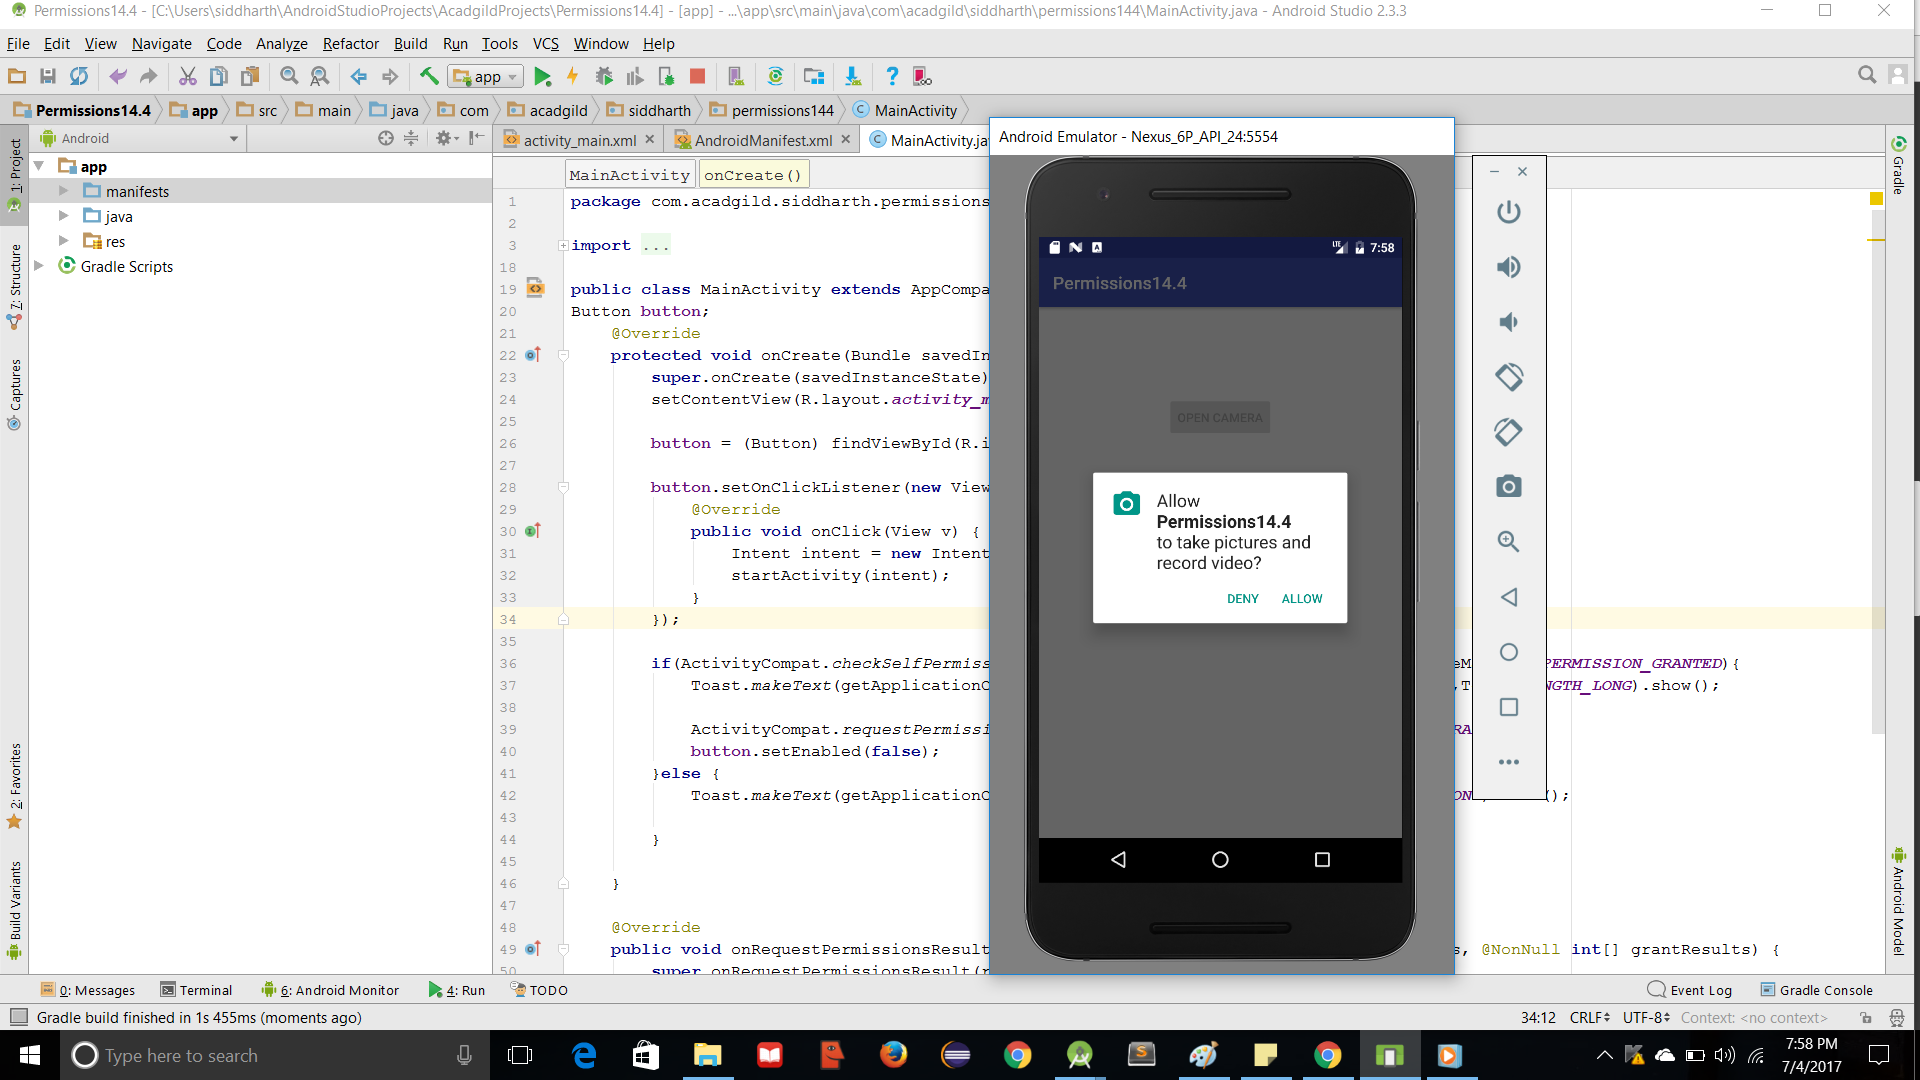 Permissions14.4 - [C:\Users\siddharth\AndroidStudioProjects\AcadgildProjects\Permissions14.4] - [app] - ...\app\src\main\java\com\acadgild\siddharth\permissions144\MainActivity.java - Android Studio 2.3.3
File Edit View Navigate Code Analyze Refactor Build Run Tools VCS Window Help
app
Permissions14.4 app src main java com acadgild siddharth permissions144 MainActivity
Android
activity_main.xml AndroidManifest.xml MainActivity.ja
app
manifests
java
res
Gradle Scripts
1: Project
7: Structure
Captures
2: Favorites
Build Variants
MainActivity onCreate()
1 package com.acadgild.siddharth.permissions
2
3 import ...
18
19 public class MainActivity extends AppCompa
20 Button button;
21 @Override
22 protected void onCreate(Bundle savedIn
23 super.onCreate(savedInstanceState)
24 setContentView(R.layout.activity_m
25
26 button = (Button) findViewById(R.i
27
28 button.setOnClickListener(new View
29 @Override
30 public void onClick(View v) {
31 Intent intent = new Intent
32 startActivity(intent);
33 }
34 });
35
36 if(ActivityCompat.checkSelfPermiss eM PERMISSION_GRANTED){
37 Toast.makeText(getApplicationC ,T NGTH_LONG).show();
38
39 ActivityCompat.requestPermissi RA
40 button.setEnabled(false);
41 }else {
42 Toast.makeText(getApplicationC ON ();
43
44 }
45
46 }
47
48 @Override
49 public void onRequestPermissionsResult s, @NonNull int[] grantResults) {
50 super.onRequestPermissionsResult(r
Android Emulator - Nexus_6P_API_24:5554
LTE 7:58
Permissions14.4
OPEN CAMERA
Allow
Permissions14.4
to take pictures and
record video?
DENY ALLOW
Gradle
Android Model
0: Messages Terminal 6: Android Monitor 4: Run TODO Event Log Gradle Console
Gradle build finished in 1s 455ms (moments ago) 34:12 CRLF UTF-8 Context: <no context>
Type here to search
7:58 PM
7/4/2017